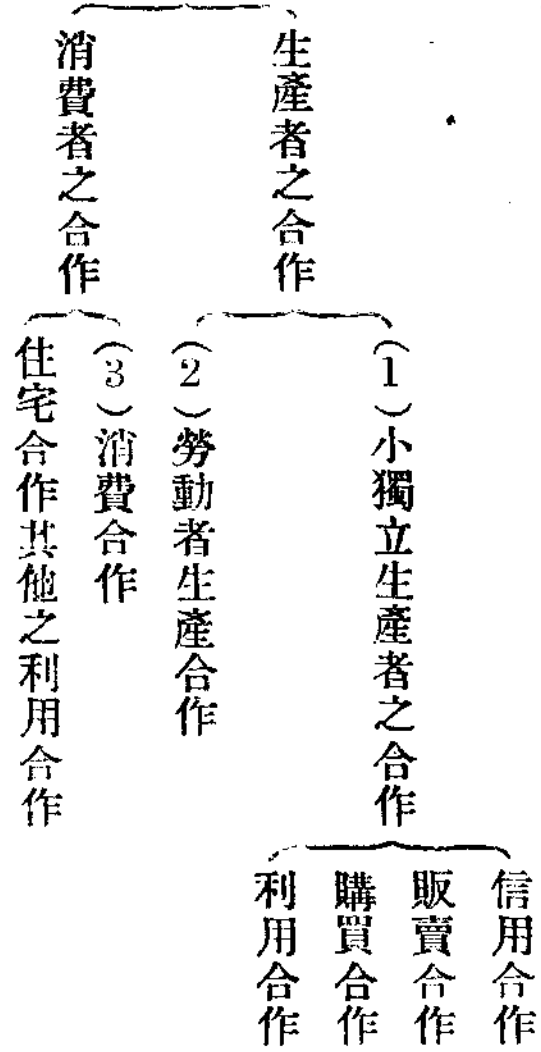 生產者之合作
(1)小獨立生產者之合作
信用合作
販賣合作
購買合作
利用合作
(2)勞動者生產合作
消費者之合作
(3)消費合作
住宅合作其他之利用合作